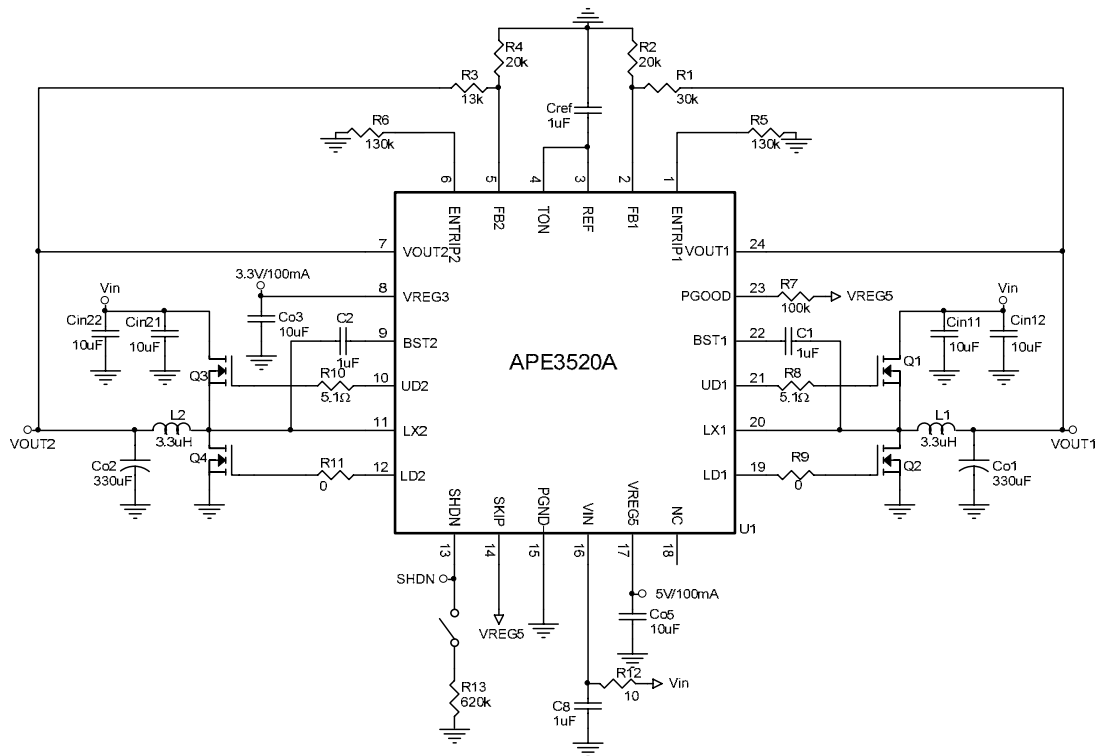 R4
20k
R2
20k
R3
13k
R1
30k
Cref
1uF
R6
130k
R5
130k
6
5
4
3
2
1
ENTRIP2
FB2
TON
REF
FB1
ENTRIP1
7
VOUT2
VOUT1
24
3.3V/100mA
8
VREG3
PGOOD
23
R7
100k
VREG5
Vin
Vin
Co3
10uF
C2
1uF
9
BST2
BST1
22
C1
1uF
Cin22
10uF
Cin21
10uF
Cin11
10uF
Cin12
10uF
APE3520A
Q3
R10
5.1Ω
10
UD2
UD1
21
R8
5.1Ω
Q1
VOUT2
L2
3.3uH
11
LX2
LX1
20
L1
3.3uH
VOUT1
Co2
330uF
Q4
R11
0
12
LD2
LD1
19
R9
0
Q2
Co1
330uF
SHDN
SKIP
PGND
VIN
VREG5
NC
U1
13
14
15
16
17
18
SHDN
VREG5
5V/100mA
Co5
10uF
R13
620k
R12
10
Vin
C8
1uF